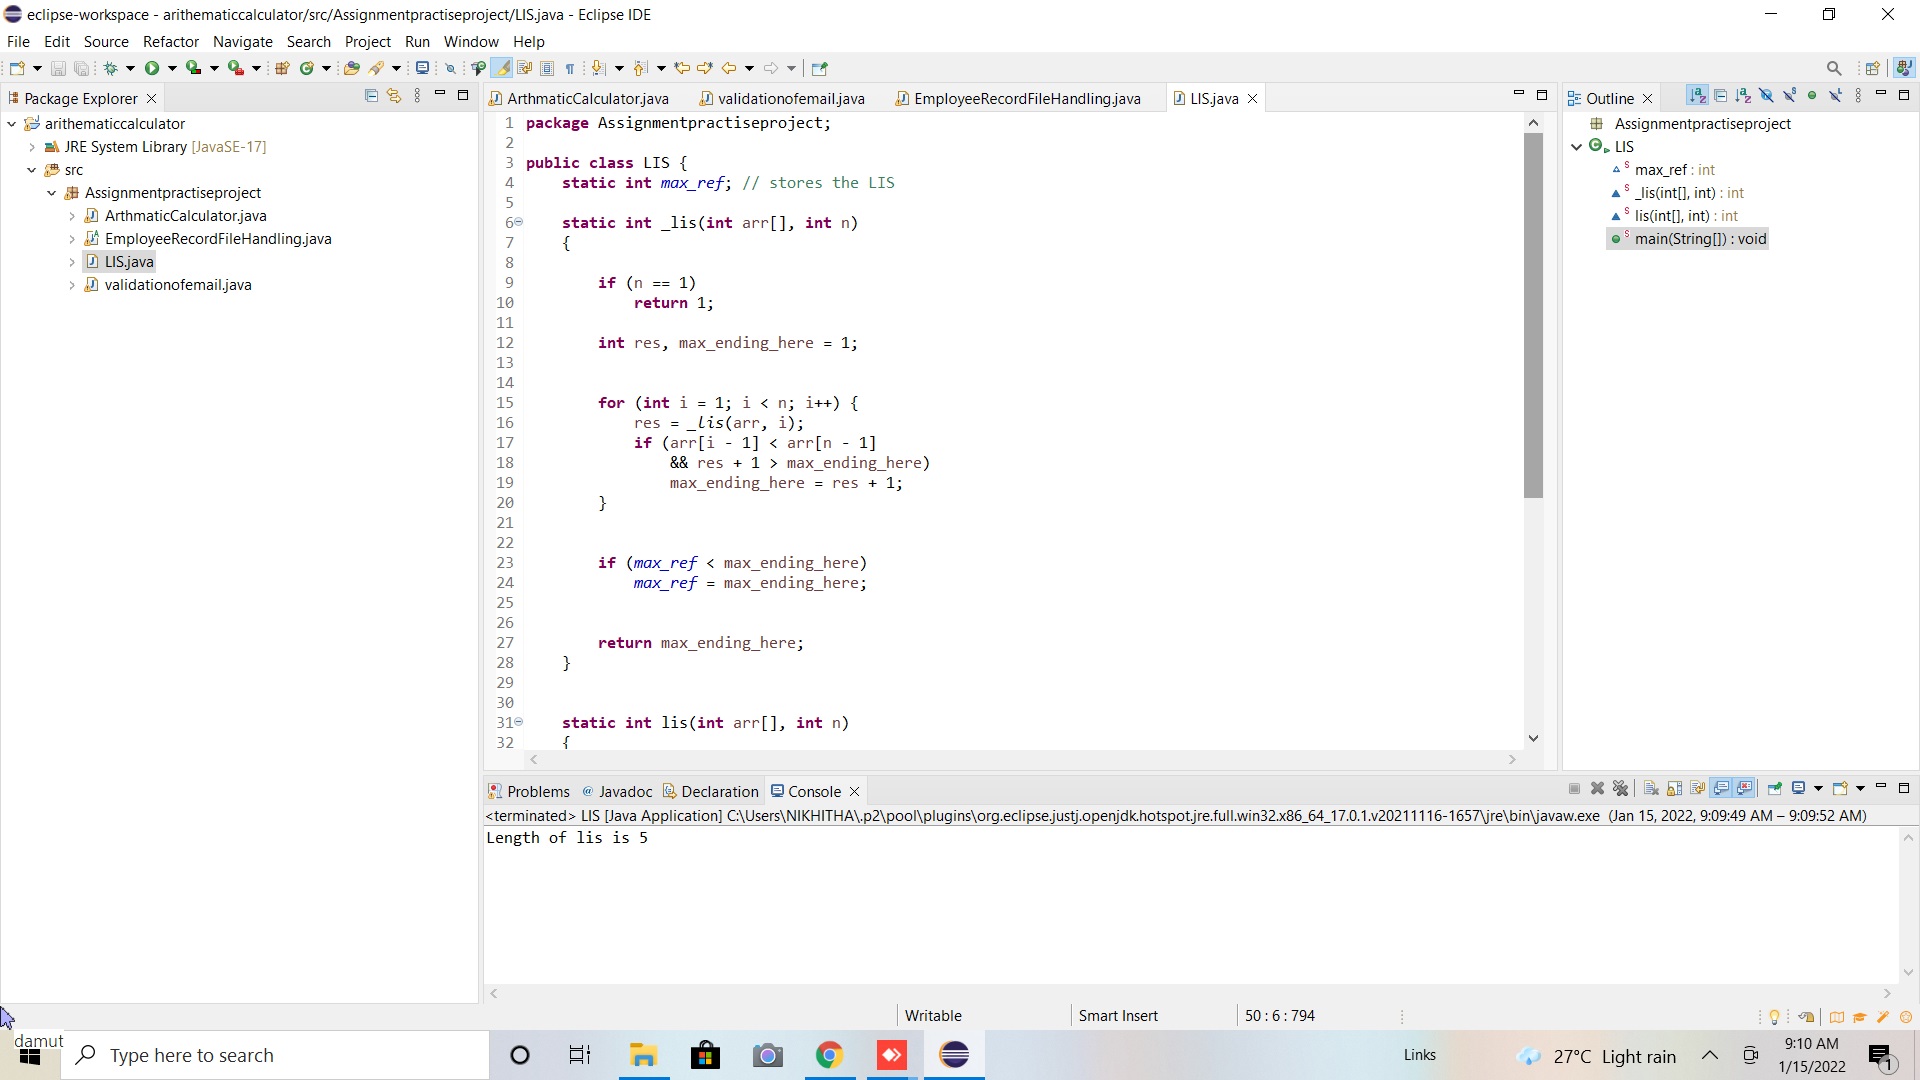 eclipse-workspace - arithematiccalculator/src/Assignmentpractiseproject/LIS.java - Eclipse IDE
File Edit Source Refactor Navigate Search Project Run Window Help
Package Explorer
arithematiccalculator
JRE System Library [JavaSE-17]
src
Assignmentpractiseproject
ArthmaticCalculator.java
EmployeeRecordFileHandling.java
LIS.java
validationofemail.java
ArthmaticCalculator.java validationofemail.java EmployeeRecordFileHandling.java LIS.java
1 package Assignmentpractiseproject;
2
3 public class LIS {
4 static int max_ref; // stores the LIS
5
6 static int _lis(int arr[], int n)
7 {
8
9 if (n == 1)
10 return 1;
11
12 int res, max_ending_here = 1;
13
14
15 for (int i = 1; i < n; i++) {
16 res = _lis(arr, i);
17 if (arr[i - 1] < arr[n - 1]
18 && res + 1 > max_ending_here)
19 max_ending_here = res + 1;
20 }
21
22
23 if (max_ref < max_ending_here)
24 max_ref = max_ending_here;
25
26
27 return max_ending_here;
28 }
29
30
31 static int lis(int arr[], int n)
32 {
Outline
Assignmentpractiseproject
LIS
max_ref : int
_lis(int[], int) : int
lis(int[], int) : int
main(String[]) : void
Problems Javadoc Declaration Console
<terminated> LIS [Java Application] C:\Users\NIKHITHA\.p2\pool\plugins\org.eclipse.justj.openjdk.hotspot.jre.full.win32.x86_64_17.0.1.v20211116-1657\jre\bin\javaw.exe (Jan 15, 2022, 9:09:49 AM – 9:09:52 AM)
Length of lis is 5
Writable Smart Insert 50 : 6 : 794
damut
Type here to search
Links
27°C Light rain
9:10 AM
1/15/2022
1